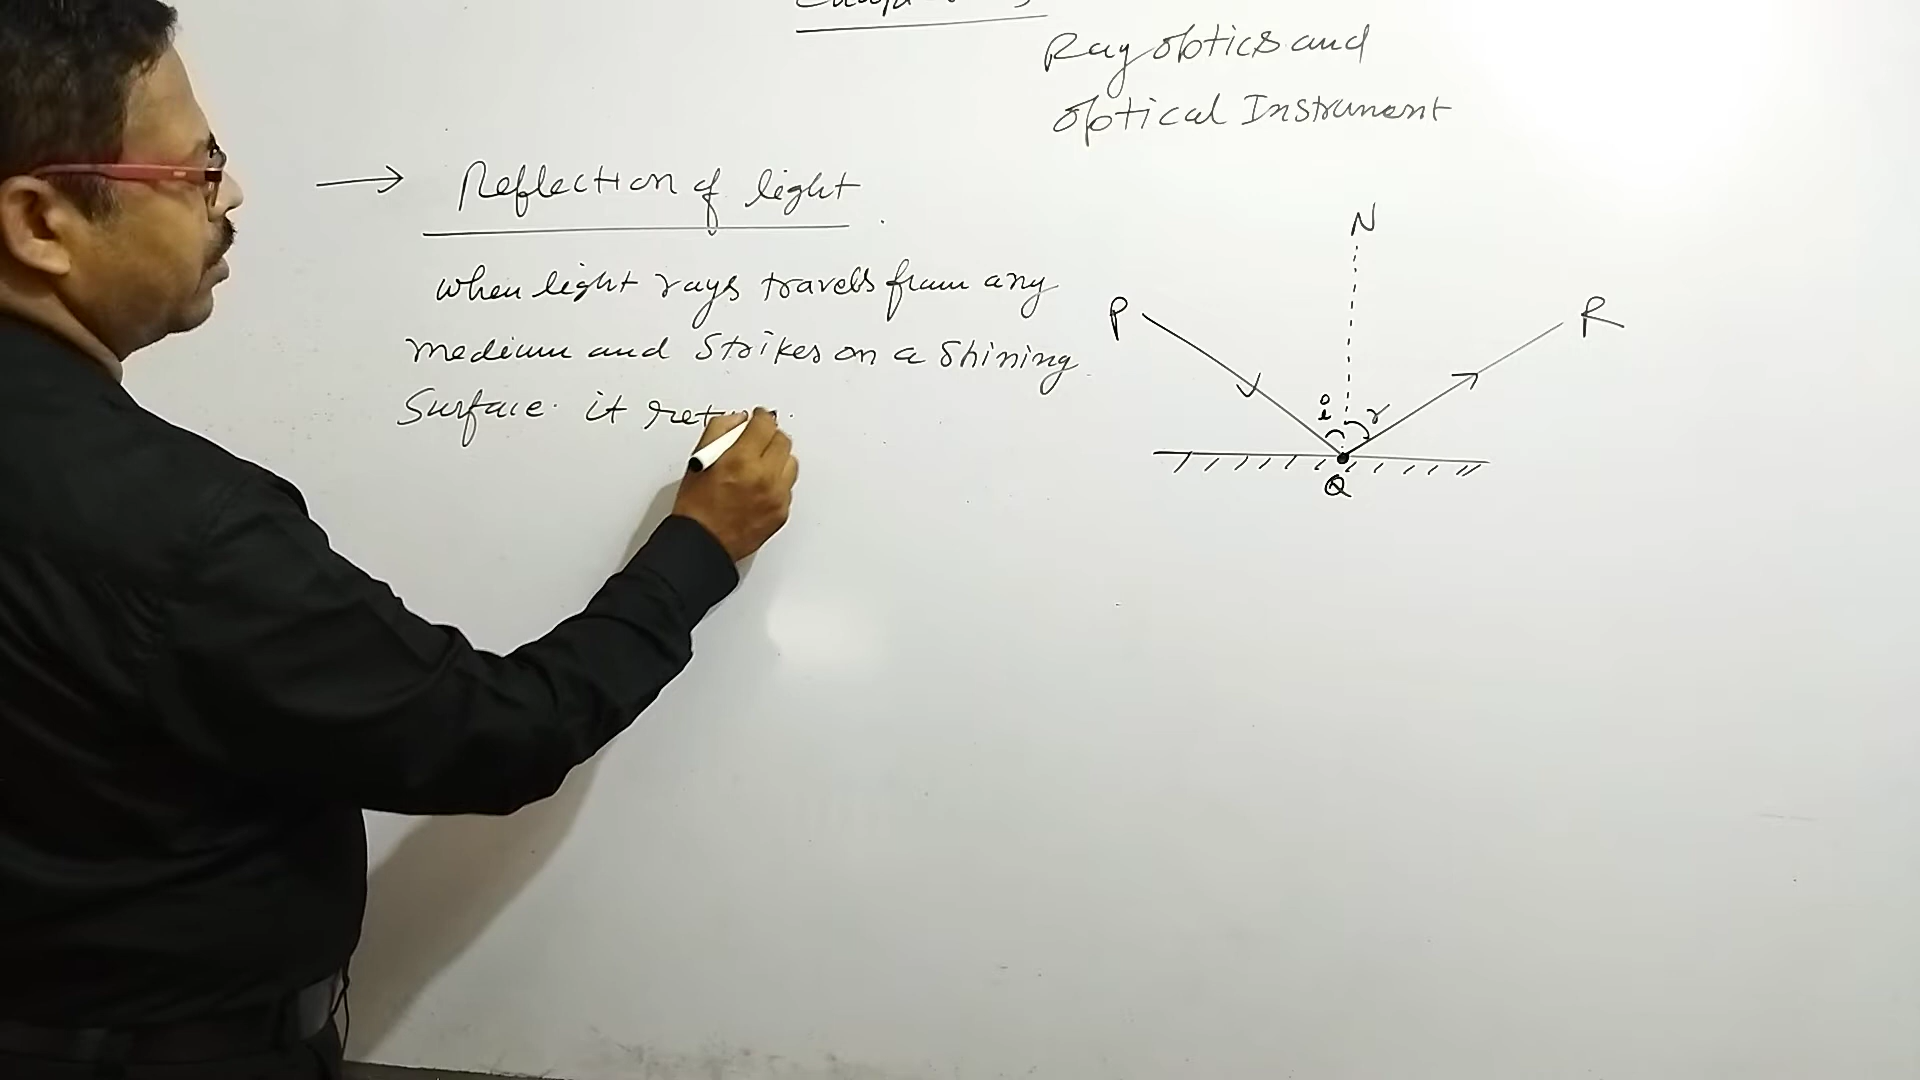 Ray optics and
optical Instrument
→ Reflection of light
when light rays travels from any
medium and Strikes on a Shining
Surface. it
N
P
R
i
r
Q